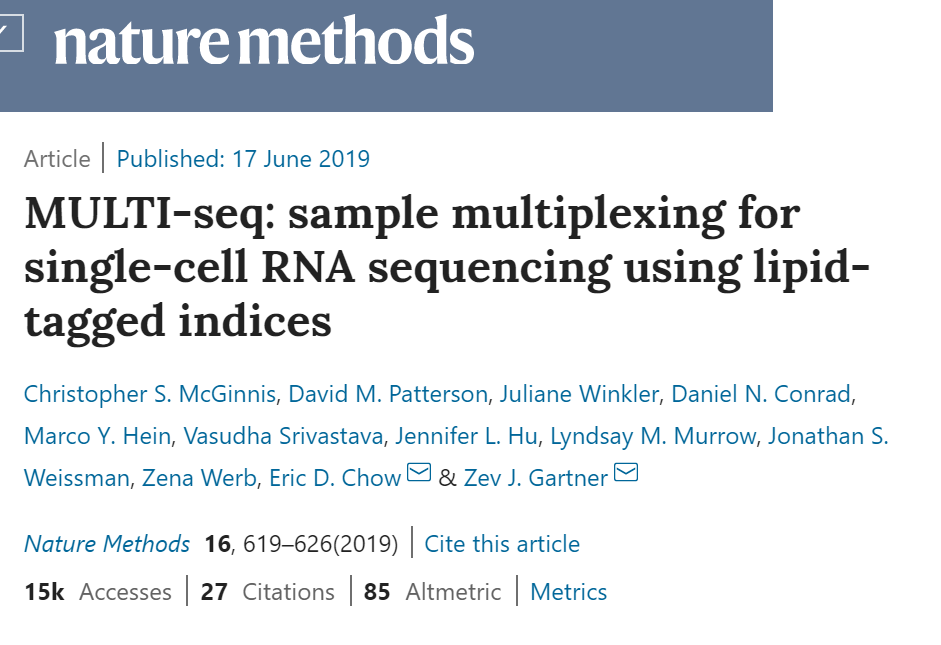 nature methods
Article | Published: 17 June 2019
MULTI-seq: sample multiplexing for
single-cell RNA sequencing using lipid-
tagged indices
Christopher S. McGinnis, David M. Patterson, Juliane Winkler, Daniel N. Conrad,
Marco Y. Hein, Vasudha Srivastava, Jennifer L. Hu, Lyndsay M. Murrow, Jonathan S.
Weissman, Zena Werb, Eric D. Chow & Zev J. Gartner
Nature Methods 16, 619–626(2019) | Cite this article
15k Accesses | 27 Citations | 85 Altmetric | Metrics